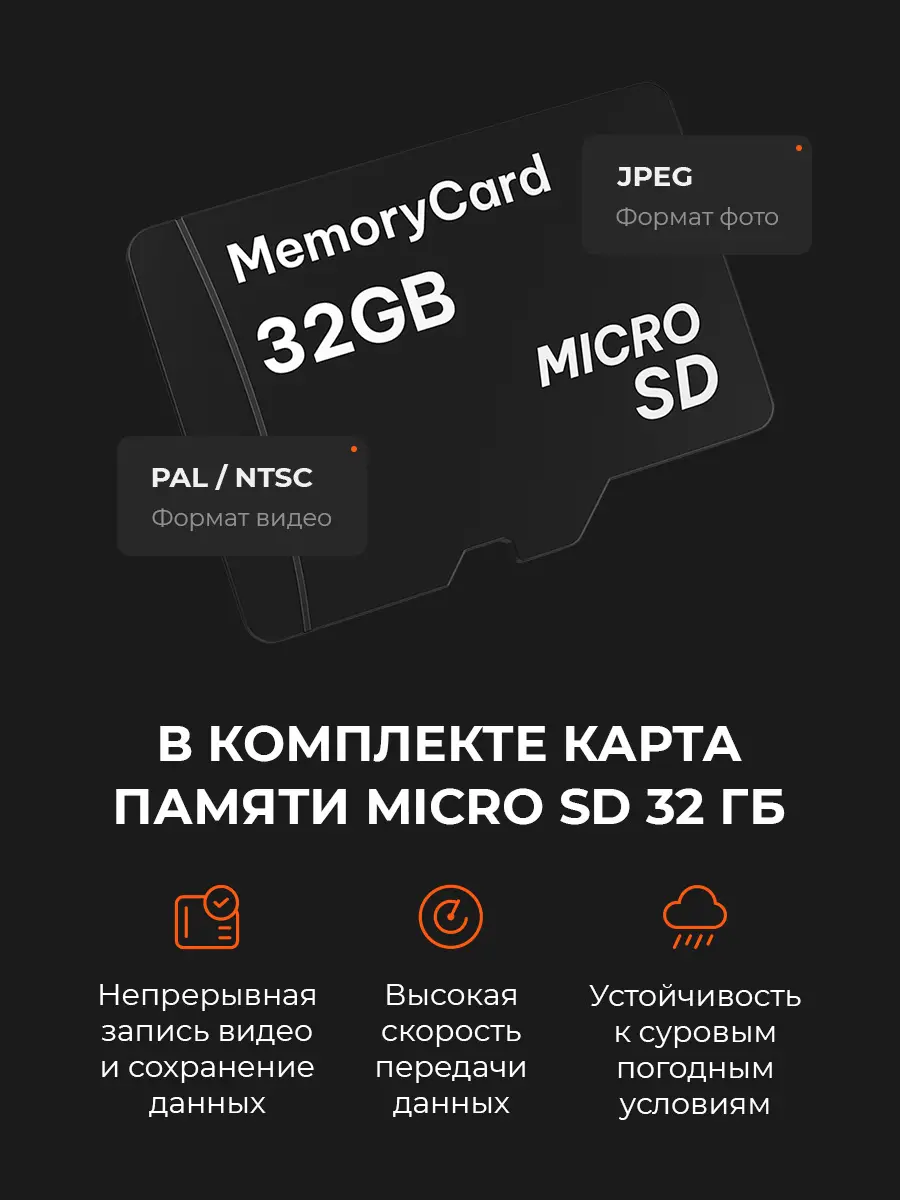 MemoryCard
32GB
JPEG
Формат фото
MICRO
SD
PAL / NTSC
Формат видео
В КОМПЛЕКТЕ КАРТА
ПАМЯТИ MICRO SD 32 ГБ
Непрерывная
запись видео
и сохранение
данных
Высокая
скорость
передачи
данных
Устойчивость
к суровым
погодным
условиям